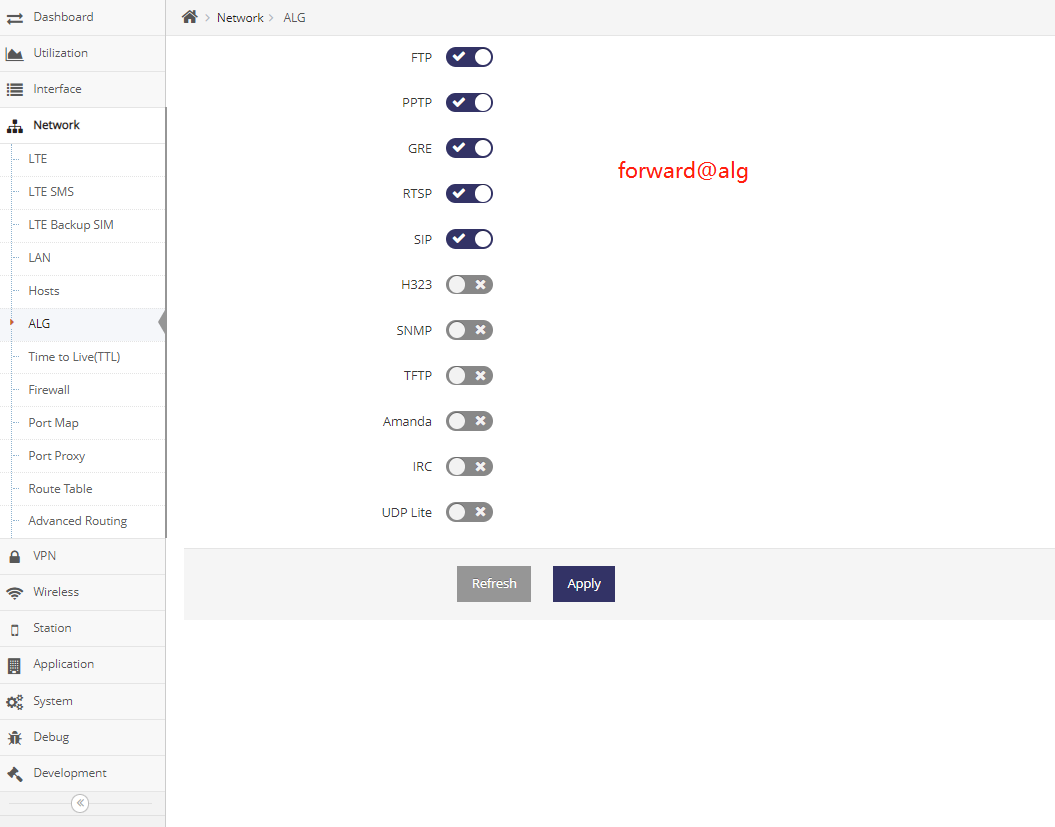 Dashboard
Utilization
Interface
Network
LTE
LTE SMS
LTE Backup SIM
LAN
Hosts
ALG
Time to Live(TTL)
Firewall
Port Map
Port Proxy
Route Table
Advanced Routing
VPN
Wireless
Station
Application
System
Debug
Development
Network ALG
FTP
PPTP
GRE
RTSP
SIP
H323
SNMP
TFTP
Amanda
IRC
UDP Lite
forward@alg
Refresh Apply